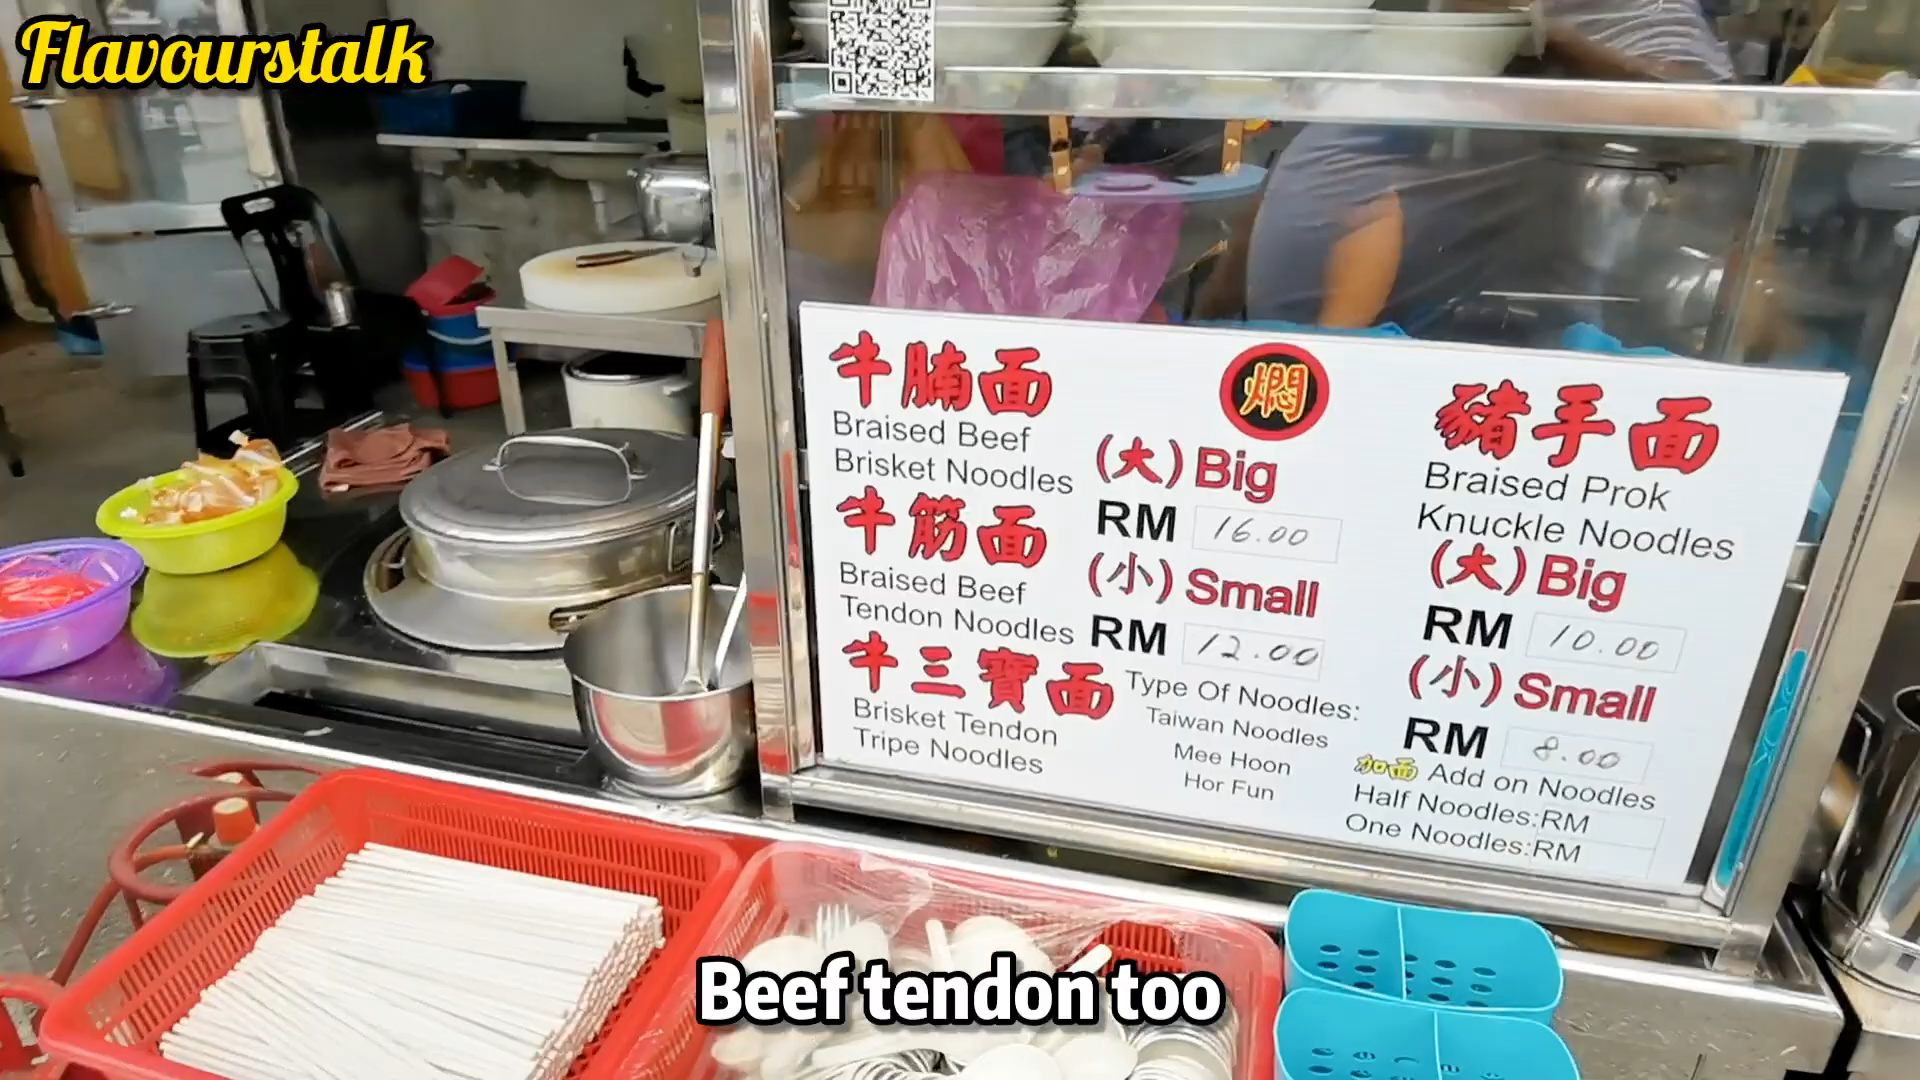 Flavourstalk
牛腩面
Braised Beef
Brisket Noodles
牛筋面
Braised Beef
Tendon Noodles
牛三寶面
Brisket Tendon
Tripe Noodles
燜
(大) Big
RM 16.00
(小) Small
RM 12.00
Type Of Noodles:
Taiwan Noodles
Mee Hoon
Hor Fun
豬手面
Braised Prok
Knuckle Noodles
(大) Big
RM 10.00
(小) Small
RM 8.00
加面 Add on Noodles
Half Noodles:RM
One Noodles:RM
Beef tendon too